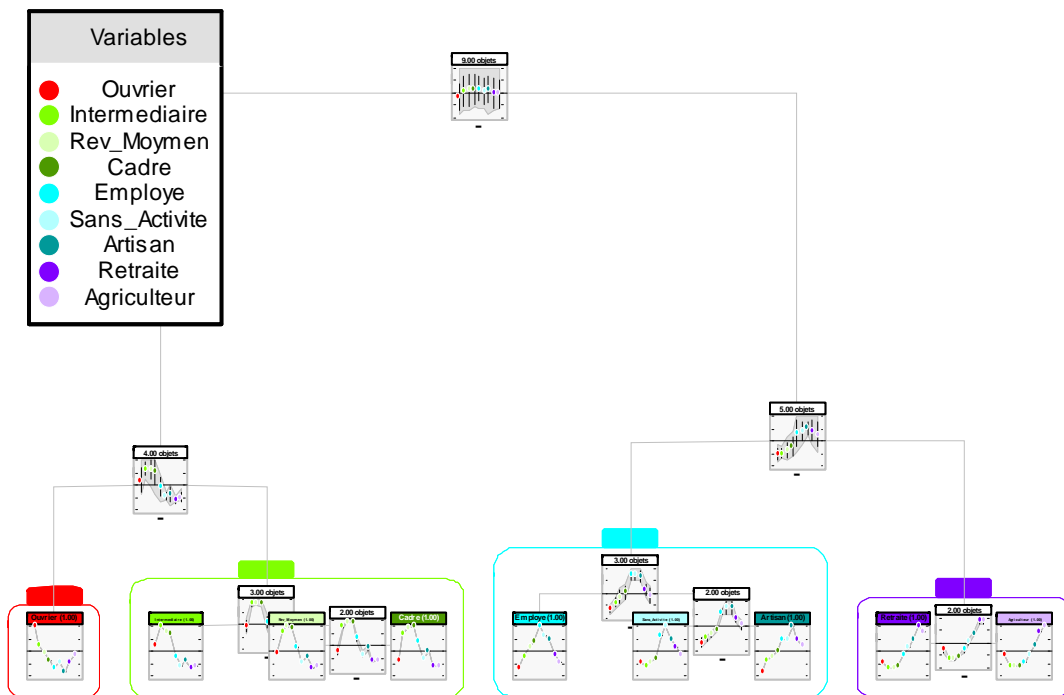 Variables
Ouvrier
Intermediaire
Rev_Moymen
Cadre
Employe
Sans_Activite
Artisan
Retraite
Agriculteur
9.00 objets
5.00 objets
4.00 objets
3.00 objets
3.00 objets
2.00 objets
2.00 objets
2.00 objets
Ouvrier (1.00)
Intermediaire (1.00)
Rev_Moymen (1.00)
Cadre (1.00)
Employe (1.00)
Sans_Activite (1.00)
Artisan (1.00)
Retraite (1.00)
Agriculteur (1.00)